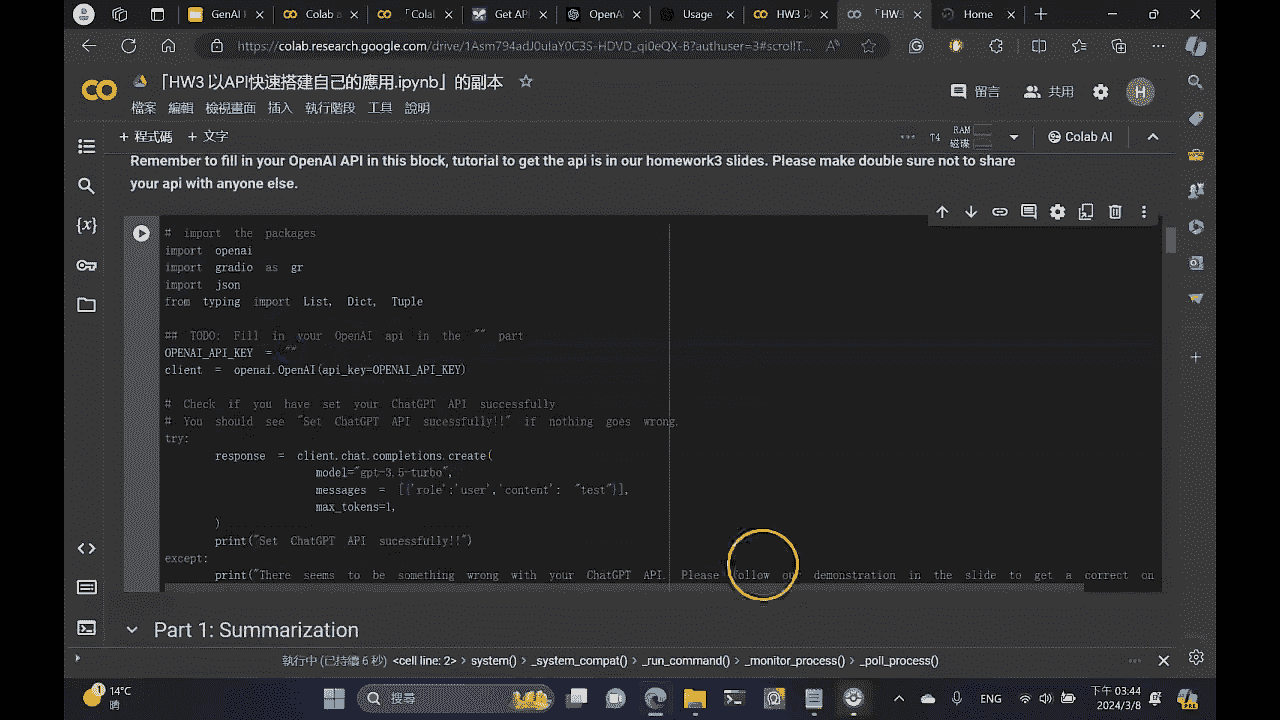 GenAI
Colab a
「Colal
Get API
OpenA
Usage
HW3
「HW3
Home
https://colab.research.google.com/drive/1Asm794adJ0ulaY0C3S-HDVD_qi0eQX-B?authuser=3#scrollT...
「HW3 以API快速搭建自己的應用.ipynb」的副本
留言
共用
H
檔案 編輯 檢視畫面 插入 執行階段 工具 說明
+ 程式碼 + 文字
T4
RAM
磁碟
Colab AI
Remember to fill in your OpenAI API in this block, tutorial to get the api is in our homework3 slides. Please make double sure not to share
your api with anyone else.
# import the packages
import openai
import gradio as gr
import json
from typing import List, Dict, Tuple
## TODO: Fill in your OpenAI api in the "" part
OPENAI_API_KEY = ""
client = openai.OpenAI(api_key=OPENAI_API_KEY)
# Check if you have set your ChatGPT API successfully
# You should see "Set ChatGPT API sucessfully!!" if nothing goes wrong.
try:
response = client.chat.completions.create(
model="gpt-3.5-turbo",
messages = [{'role':'user','content': "test"}],
max_tokens=1,
)
print("Set ChatGPT API sucessfully!!")
except:
print("There seems to be something wrong with your ChatGPT API. Please follow our demonstration in the slide to get a correct on
Part 1: Summarization
執行中 (已持續 6 秒) <cell line: 2> > system() > _system_compat() > _run_command() > _monitor_process() > _poll_process()
1
14°C
搜尋
ENG
下午 03:44
2024/3/8